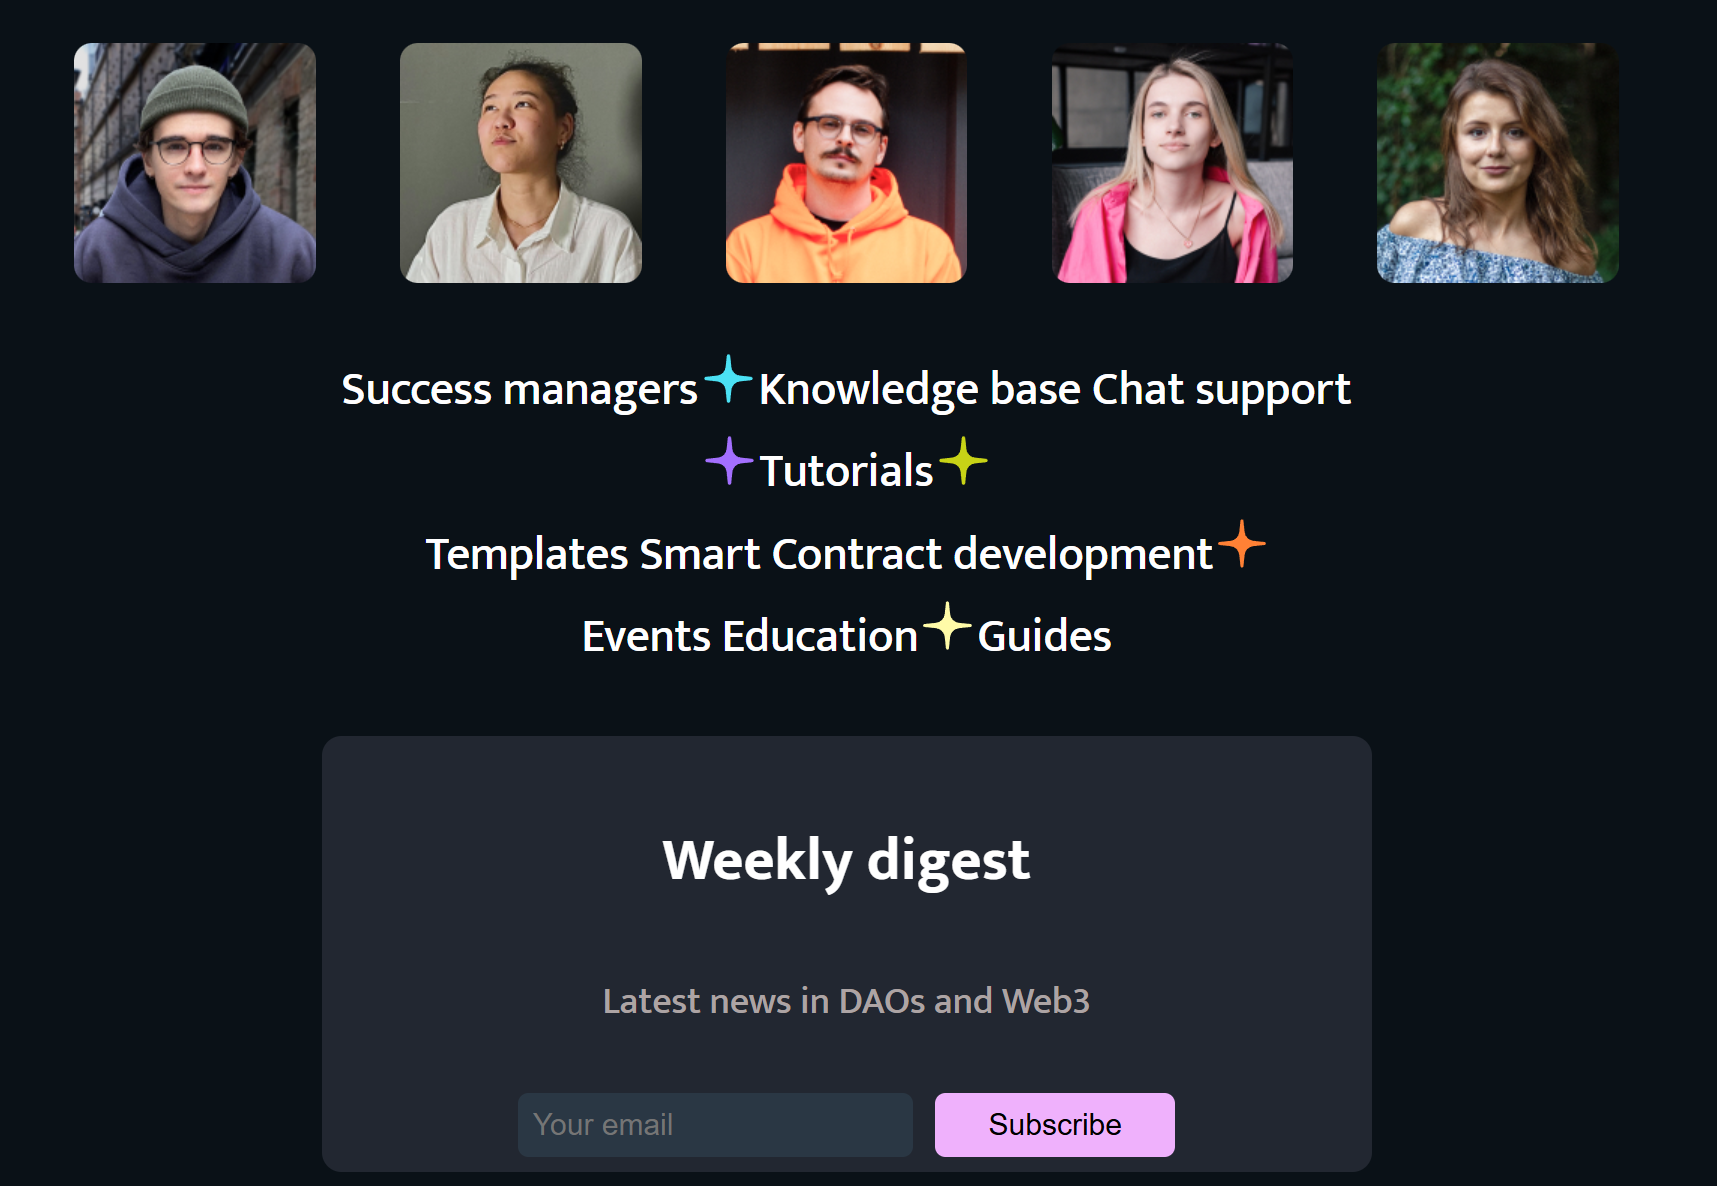 Success managers Knowledge base Chat support
Tutorials
Templates Smart Contract development
Events Education Guides
Weekly digest
Latest news in DAOs and Web3
Your email
Subscribe